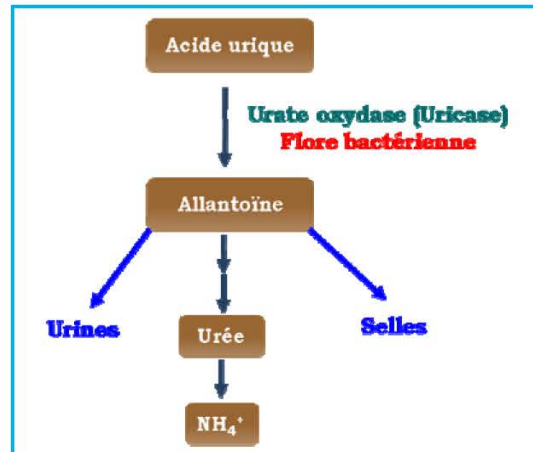 Acide urique
Urate oxydase (Uricase)
Flore bactérienne
Allantoïne
Urines
Urée
Selles
NH₄⁺